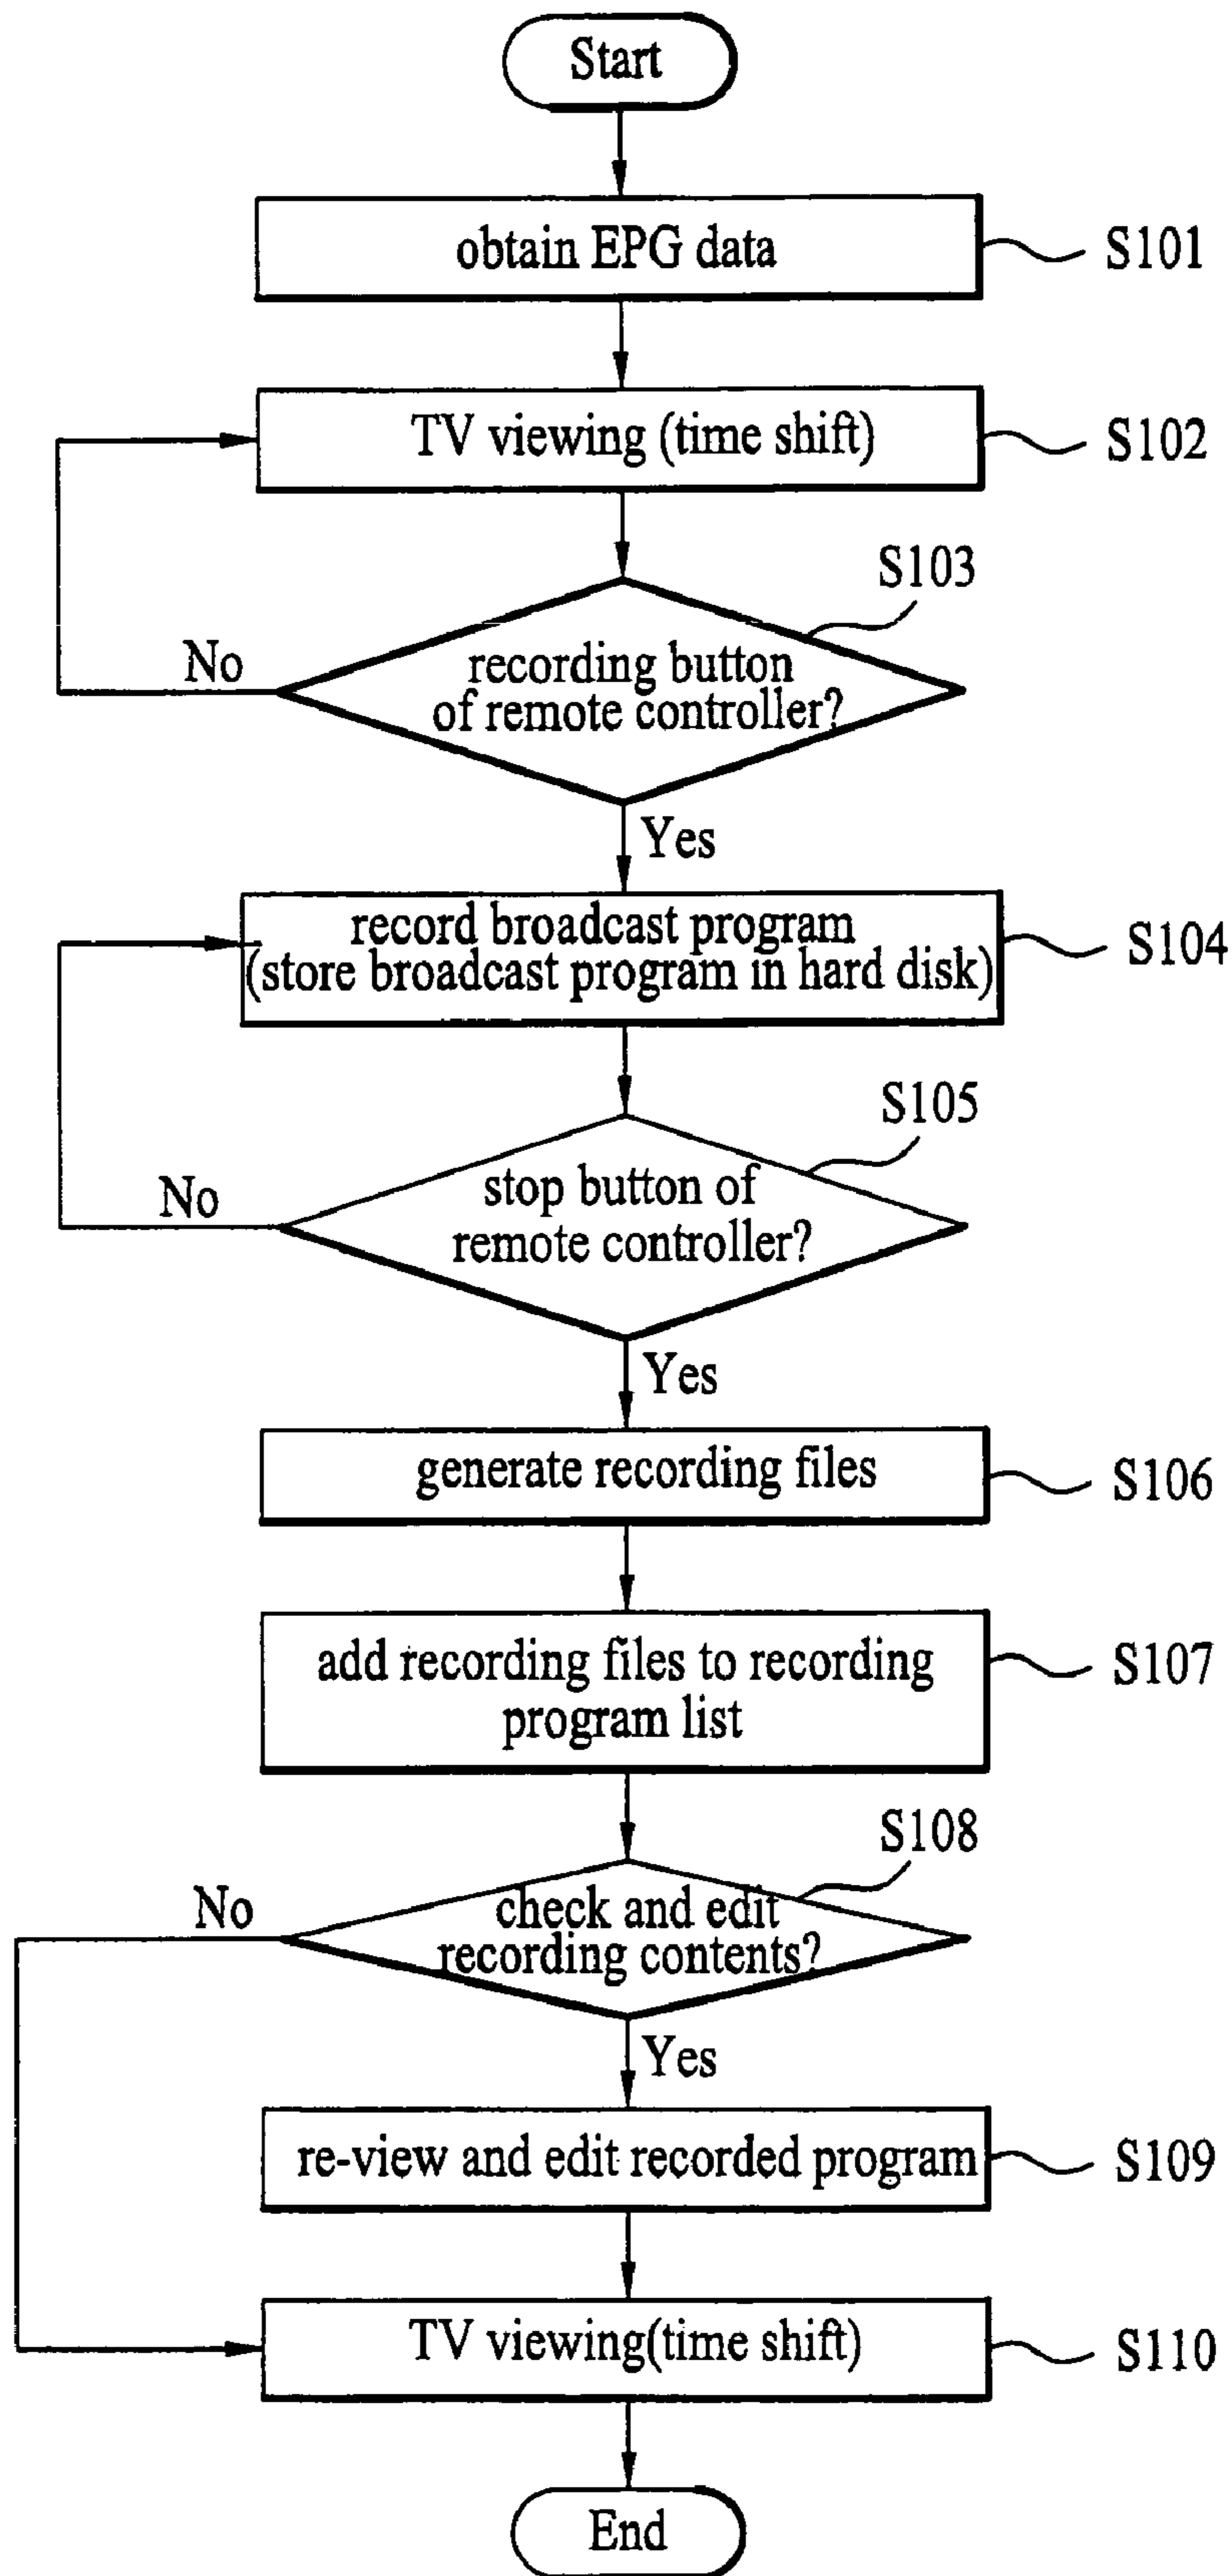 Start
obtain EPG data
S101
TV viewing (time shift)
S102
S103
recording button
of remote controller?
No
Yes
record broadcast program
(store broadcast program in hard disk)
S104
S105
stop button of
remote controller?
No
Yes
generate recording files
S106
add recording files to recording
program list
S107
S108
check and edit
recording contents?
No
Yes
re-view and edit recorded program
S109
TV viewing(time shift)
S110
End